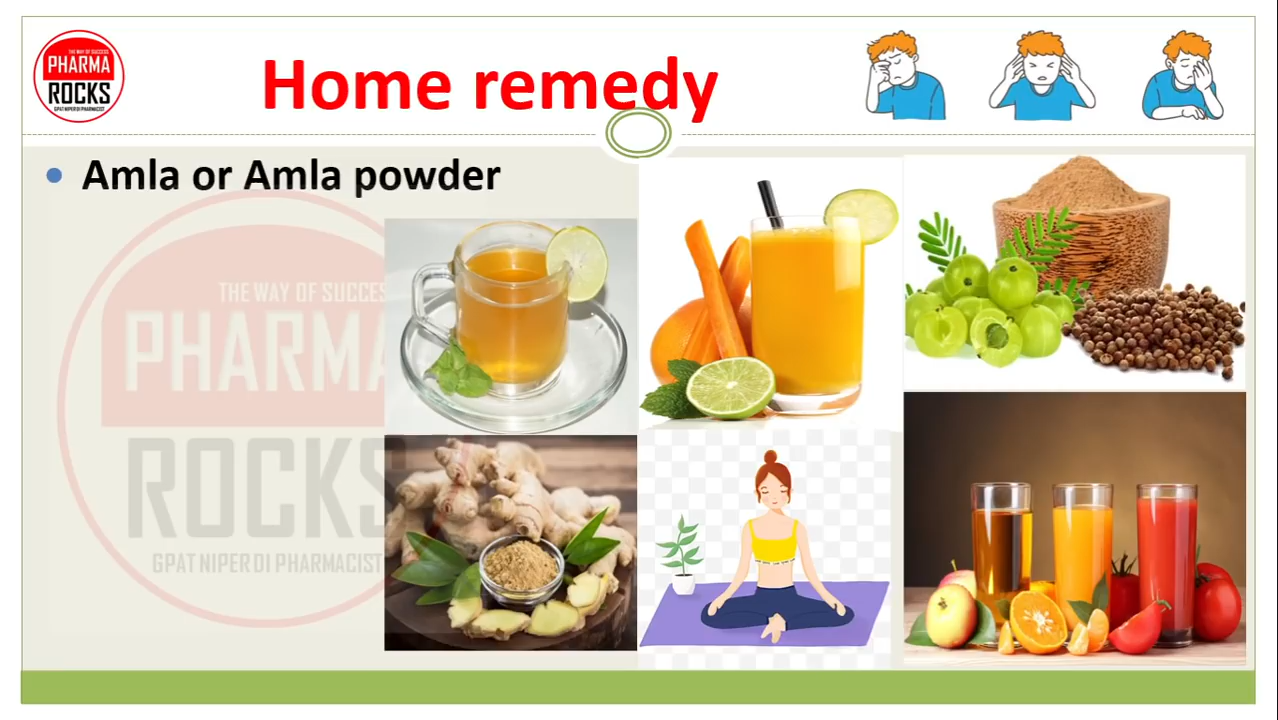 THE WAY OF SUCCESS
PHARMA
ROCKS
GPAT NIPER DI PHARMACIST
Home remedy
• Amla or Amla powder
THE WAY OF SUCCES
PHARMA
ROCKS
GPAT NIPER DI PHARMACIST